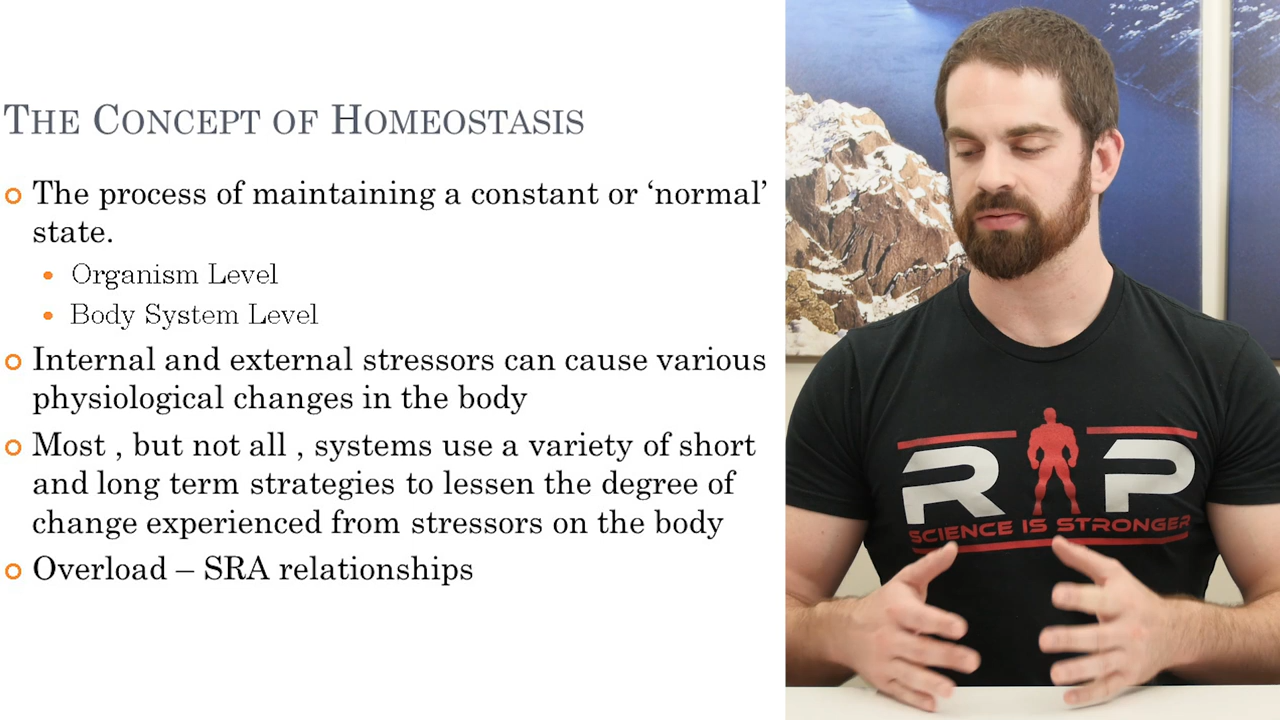 THE CONCEPT OF HOMEOSTASIS
The process of maintaining a constant or ‘normal’
state.
Organism Level
Body System Level
Internal and external stressors can cause various
physiological changes in the body
Most , but not all , systems use a variety of short
and long term strategies to lessen the degree of
change experienced from stressors on the body
Overload – SRA relationships
R P
SCIENCE IS STRONGER